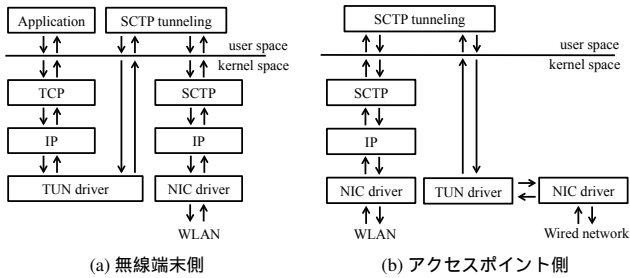 Application
SCTP tunneling
user space
kernel space
TCP
SCTP
IP
IP
TUN driver
NIC driver
WLAN
(a) 無線端末側
SCTP tunneling
user space
kernel space
SCTP
IP
NIC driver
TUN driver
NIC driver
WLAN
Wired network
(b) アクセスポイント側